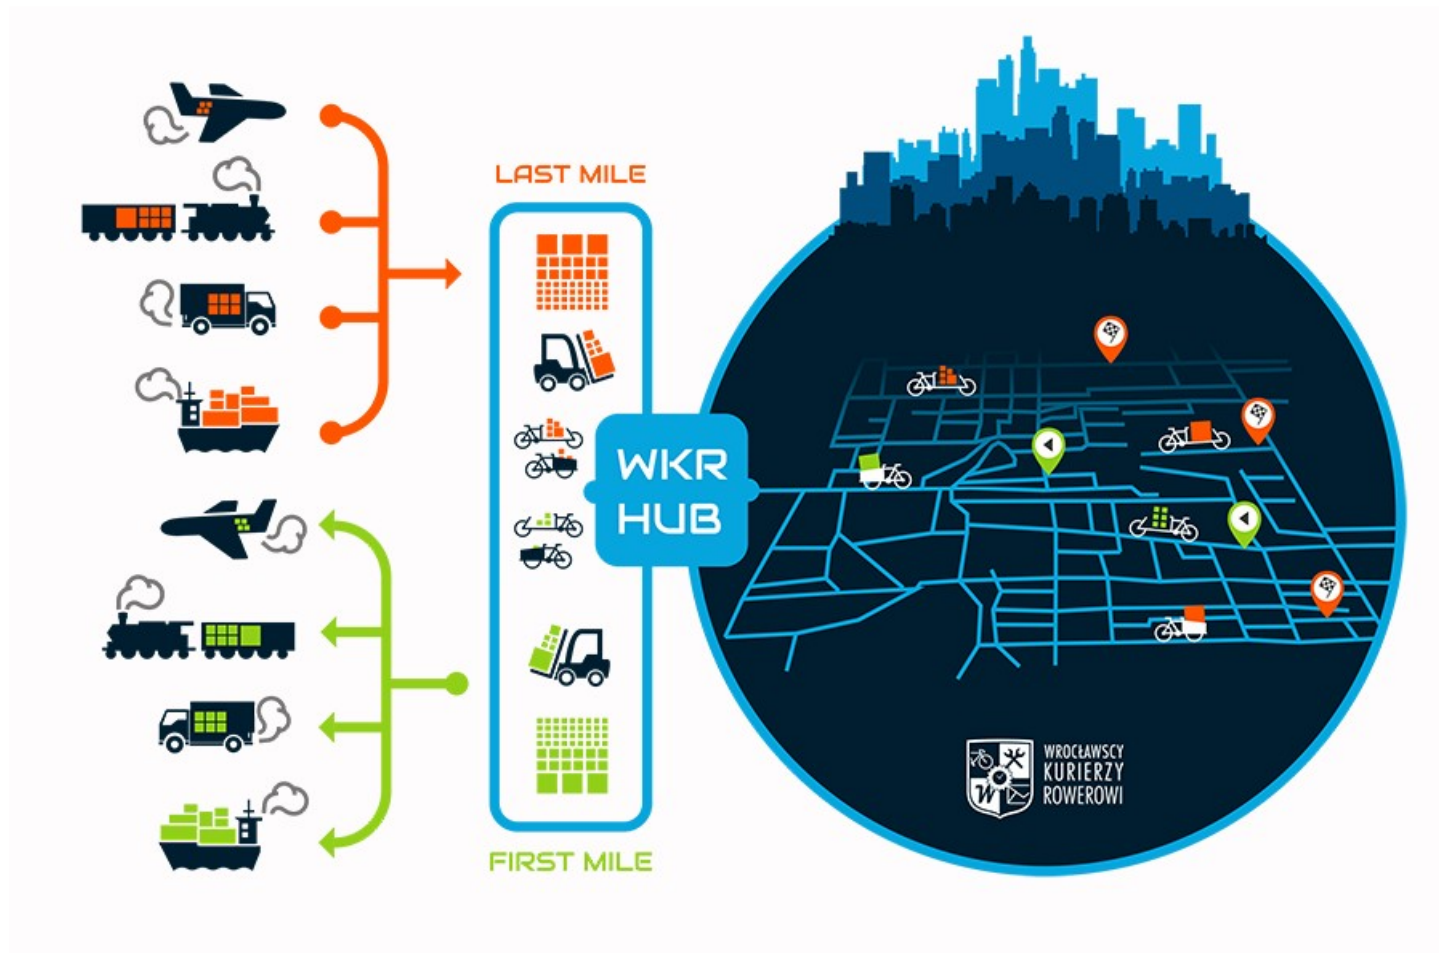 LAST MILE
WKR
HUB
FIRST MILE
WROCŁAWSCY
KURIERZY
ROWEROWI
W